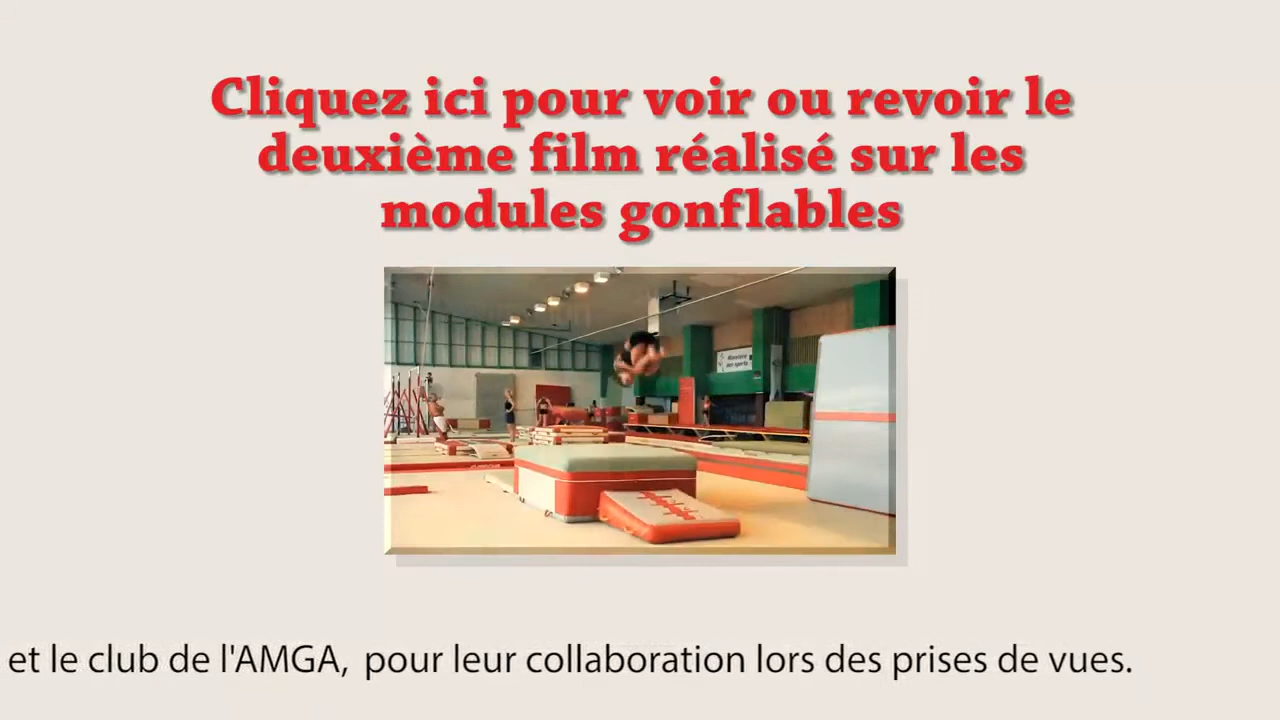 Cliquez ici pour voir ou revoir le
deuxième film réalisé sur les
modules gonflables
et le club de l'AMGA, pour leur collaboration lors des prises de vues.